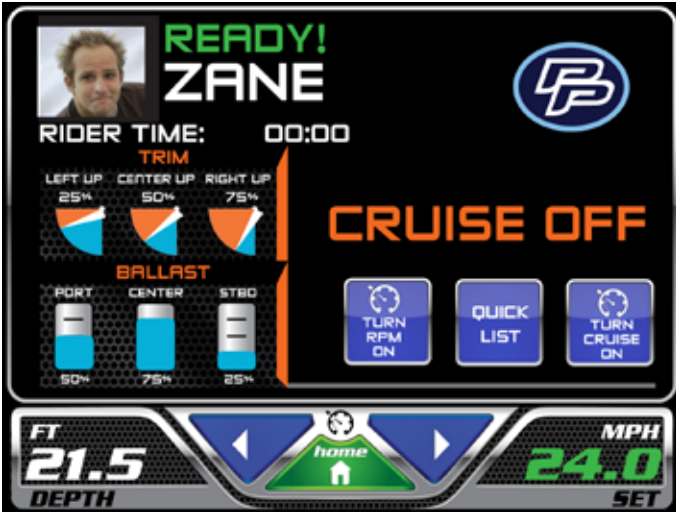 READY!
ZANE
PP
RIDER TIME: 00:00
TRIM
LEFT UP CENTER UP RIGHT UP
25% 50% 75%
BALLAST
PORT CENTER STBD
50% 75% 25%
CRUISE OFF
TURN
RPM
ON
QUICK
LIST
TURN
CRUISE
ON
FT
21.5
DEPTH
home
MPH
24.0
SET